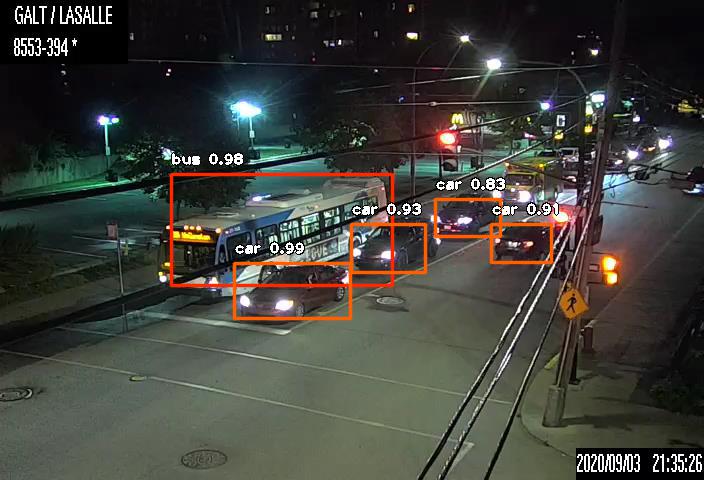 GALT / LASALLE
8553-394 *
bus 0.98
car 0.83
car 0.93
car 0.91
car 0.99
2020/09/03 21:35:26